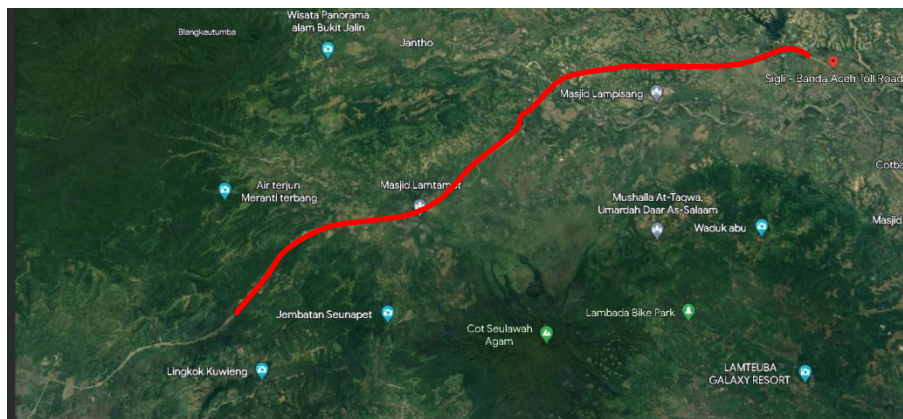 Wisata Panorama
alam Bukit Jalin
Blangkeutumba
Jantho
Sigli - Banda Aceh Toll Road
Masjid Lampisang
Cotba
Air terjun
Meranti terbang
Masjid Lamtamot
Mushalla At-Taqwa,
Umardah Daar As-Salaam
Waduk abu
Masjid
Jembatan Seunapet
Lambada Bike Park
Cot Seulawah
Agam
Lingkok Kuwieng
LAMTEUBA
GALAXY RESORT